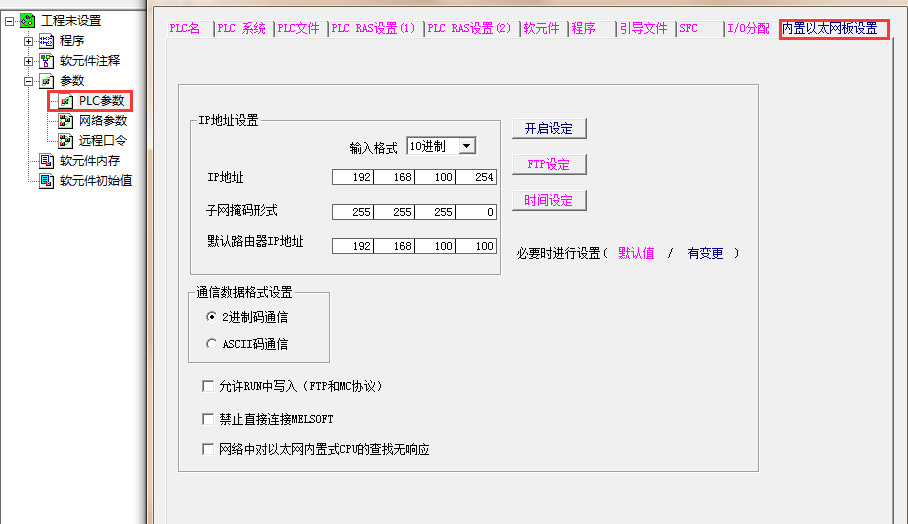 工程未设置
程序
软元件注释
参数
PLC参数
网络参数
远程口令
软元件内存
软元件初始值
PLC名 PLC 系统 PLC文件 PLC RAS设置(1) PLC RAS设置(2) 软元件 程序 引导文件 SFC I/O分配 内置以太网板设置
IP地址设置
输入格式 10进制
IP地址 192 168 100 254
子网掩码形式 255 255 255 0
默认路由器IP地址 192 168 100 100
开启设定
FTP设定
时间设定
必要时进行设置( 默认值 / 有变更 )
通信数据格式设置
2进制码通信
ASCII码通信
允许RUN中写入（FTP和MC协议）
禁止直接连接MELSOFT
网络中对以太网内置式CPU的查找无响应